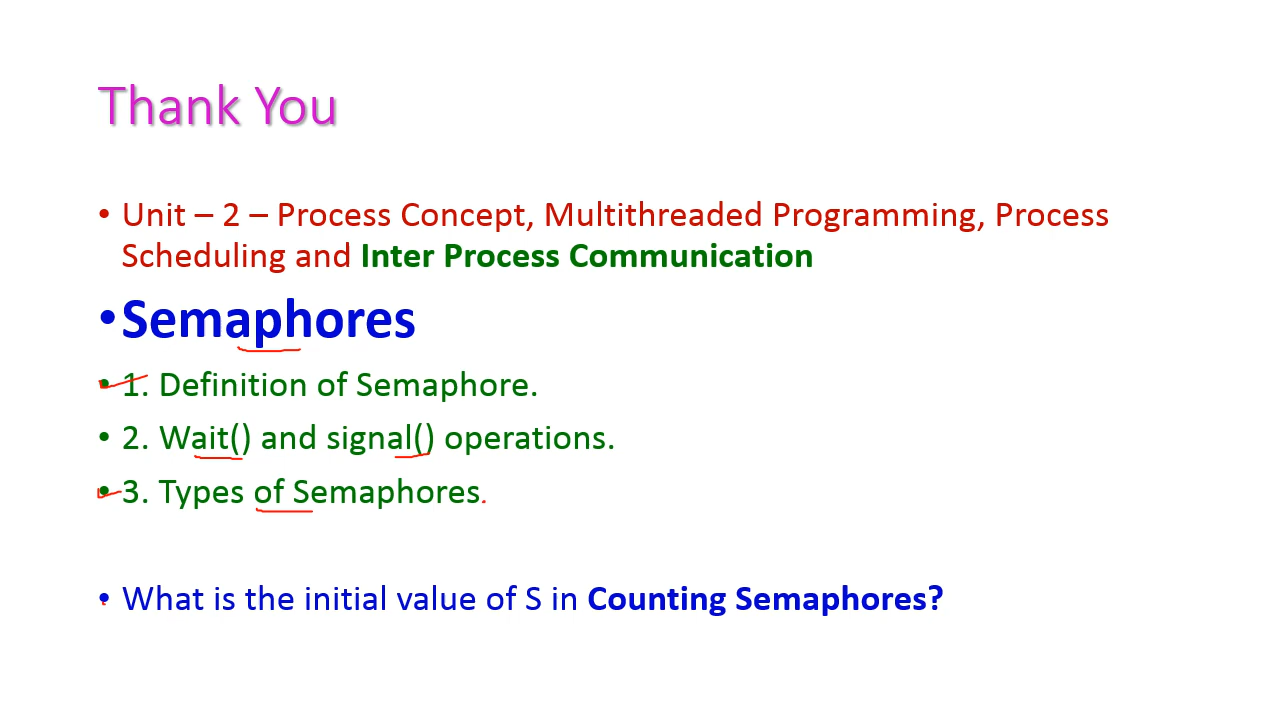 Thank You
• Unit – 2 – Process Concept, Multithreaded Programming, Process
Scheduling and Inter Process Communication
• Semaphores
• 1. Definition of Semaphore.
• 2. Wait() and signal() operations.
• 3. Types of Semaphores.
• What is the initial value of S in Counting Semaphores?